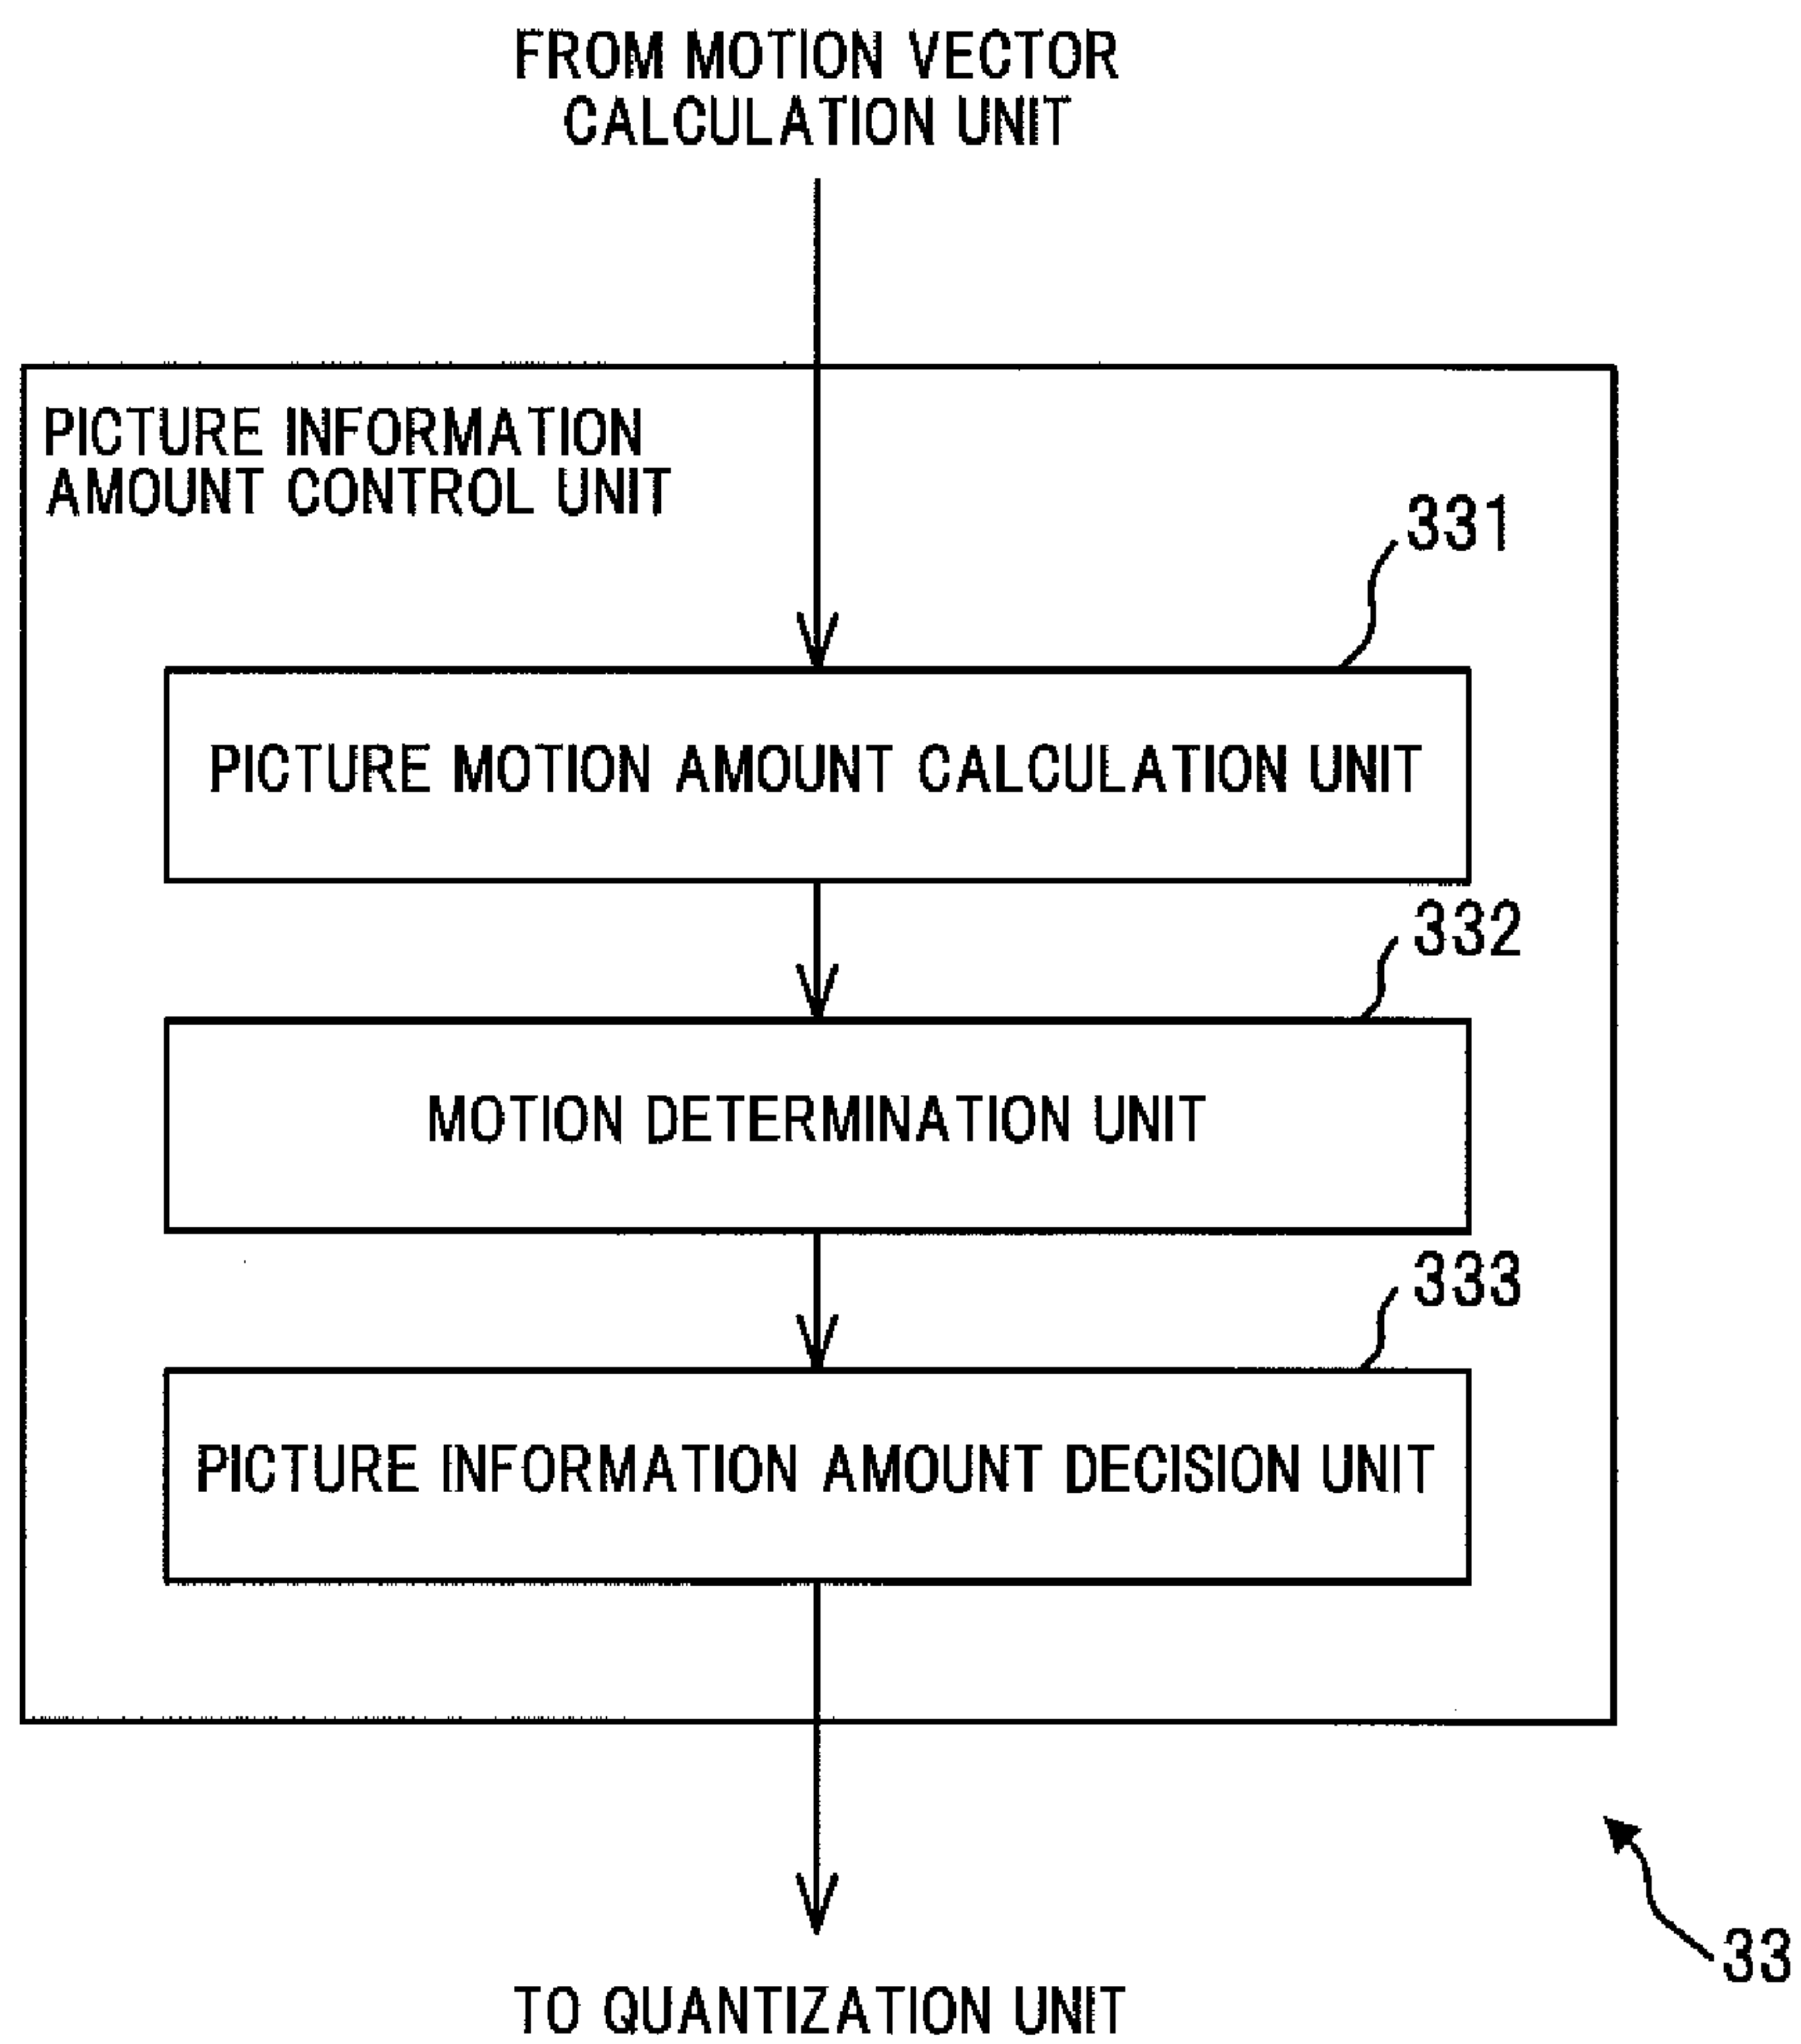 FROM MOTION VECTOR
CALCULATION UNIT
PICTURE INFORMATION
AMOUNT CONTROL UNIT
331
PICTURE MOTION AMOUNT CALCULATION UNIT
332
MOTION DETERMINATION UNIT
333
PICTURE INFORMATION AMOUNT DECISION UNIT
33
TO QUANTIZATION UNIT